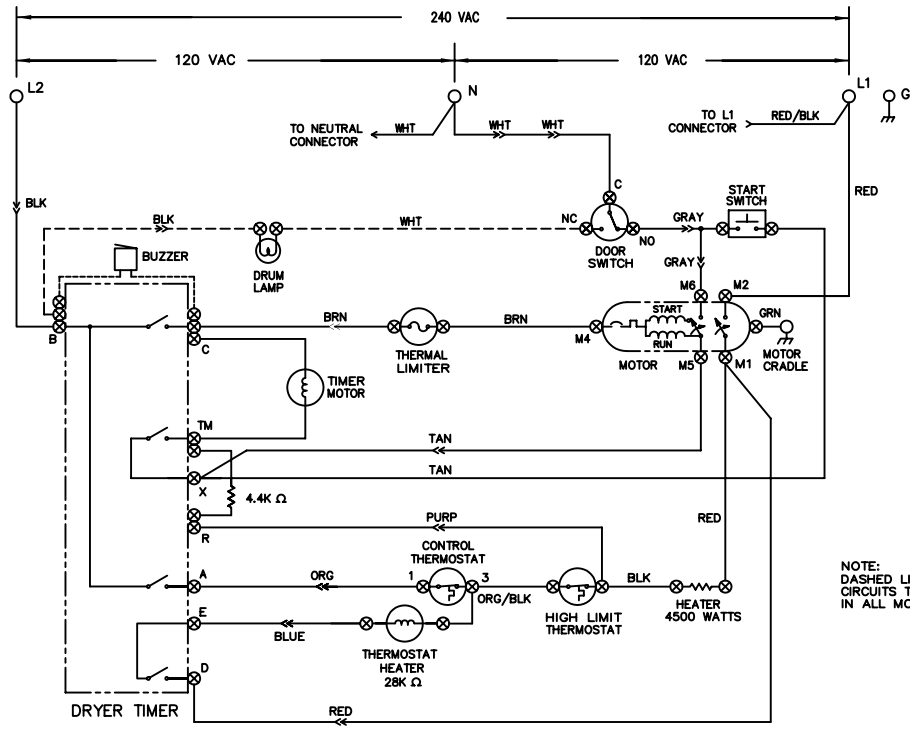 240 VAC
120 VAC
120 VAC
L2
N
L1
G
TO NEUTRAL
CONNECTOR
WHT
WHT
WHT
TO L1
CONNECTOR
RED/BLK
BLK
RED
C
START
SWITCH
BLK
WHT
NC
NO
GRAY
DOOR
SWITCH
BUZZER
DRUM
LAMP
GRAY
M6
M2
B
C
BRN
BRN
THERMAL
LIMITER
M4
START
RUN
MOTOR
M5
M1
GRN
MOTOR
CRADLE
TIMER
MOTOR
TM
TAN
X
TAN
4.4K Ω
R
PURP
RED
CONTROL
THERMOSTAT
A
ORG
1
3
ORG/BLK
BLK
HIGH LIMIT
THERMOSTAT
HEATER
4500 WATTS
NOTE:
DASHED
CIRCUITS
IN ALL
E
BLUE
THERMOSTAT
HEATER
28K Ω
D
RED
DRYER TIMER